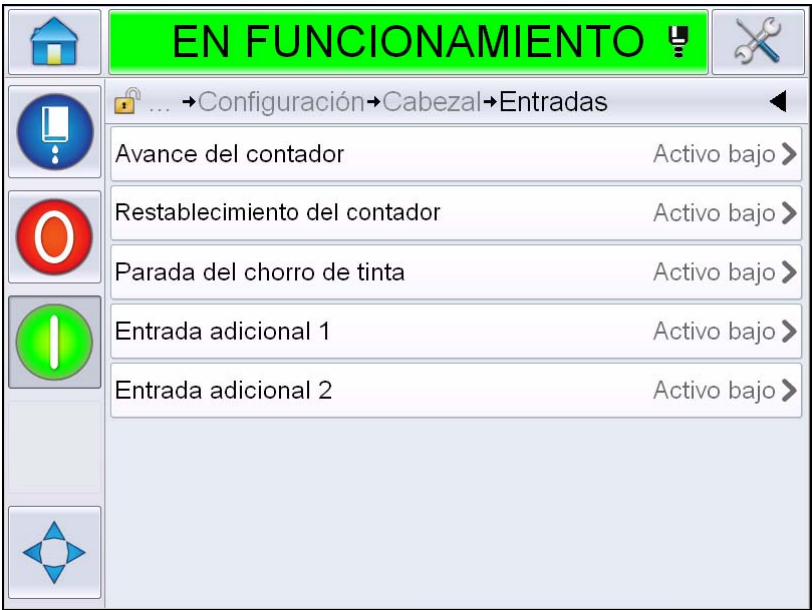 EN FUNCIONAMIENTO
... →Configuración→Cabezal→Entradas
Avance del contador Activo bajo
Restablecimiento del contador Activo bajo
Parada del chorro de tinta Activo bajo
Entrada adicional 1 Activo bajo
Entrada adicional 2 Activo bajo